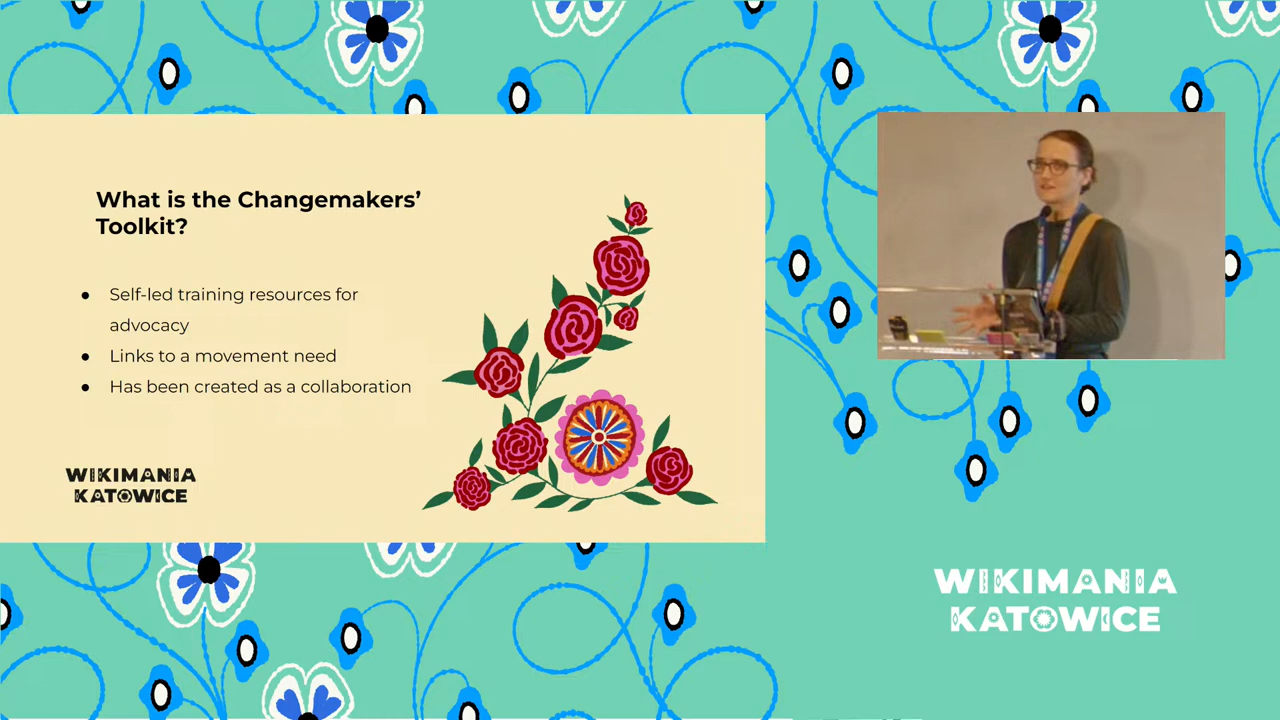 What is the Changemakers’
Toolkit?
● Self-led training resources for
advocacy
● Links to a movement need
● Has been created as a collaboration
WIKIMANIA
KATOWICE
WIKIMANIA
KATOWICE